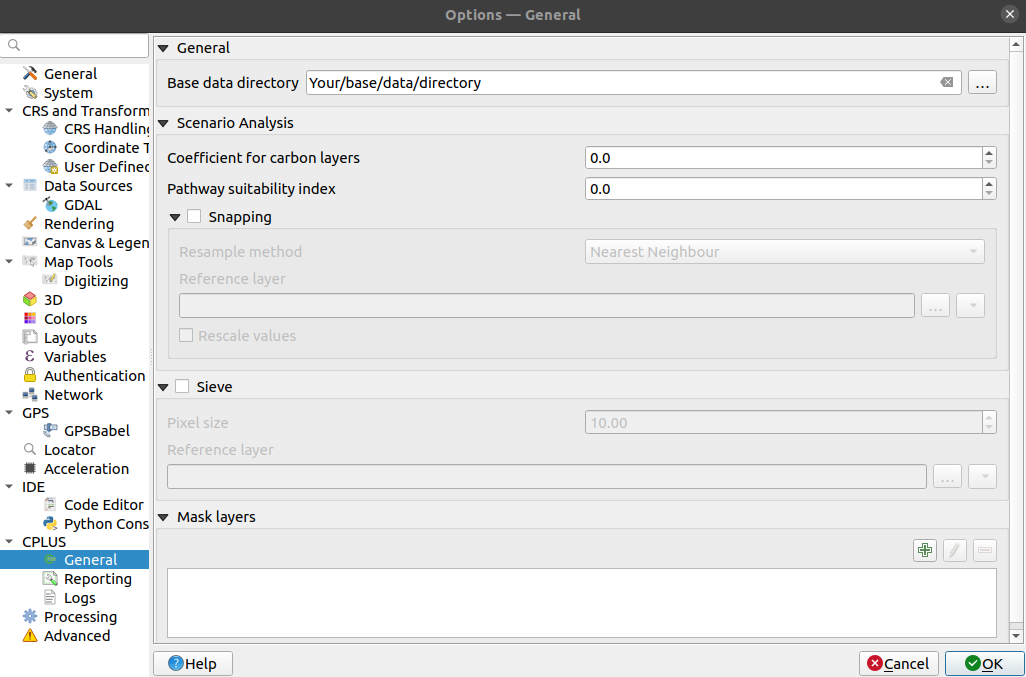 Options — General
General
System
CRS and Transform
CRS Handling
Coordinate T
User Defined
Data Sources
GDAL
Rendering
Canvas & Legen
Map Tools
Digitizing
3D
Colors
Layouts
Variables
Authentication
Network
GPS
GPSBabel
Locator
Acceleration
IDE
Code Editor
Python Cons
CPLUS
General
Reporting
Logs
Processing
Advanced
General
Base data directory Your/base/data/directory ...
Scenario Analysis
Coefficient for carbon layers 0.0
Pathway suitability index 0.0
Snapping
Resample method Nearest Neighbour
Reference layer
...
Rescale values
Sieve
Pixel size 10.00
Reference layer
...
Mask layers
Help Cancel OK